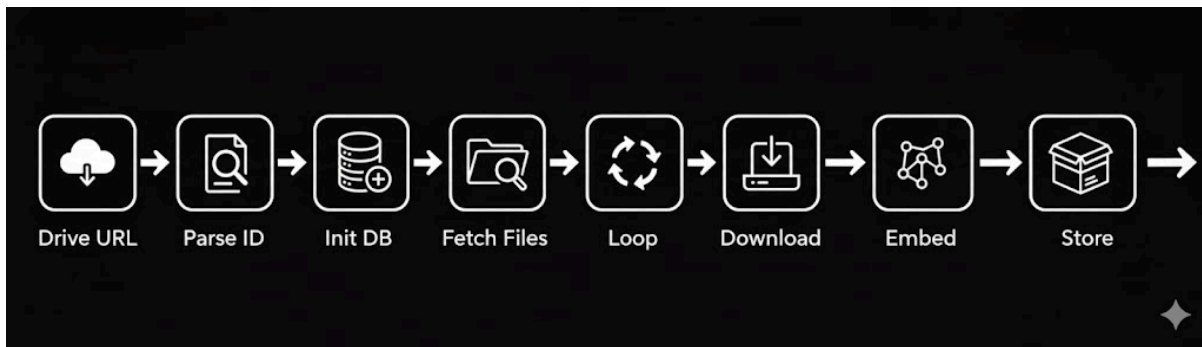 Drive URL
Parse ID
Init DB
Fetch Files
Loop
Download
Embed
Store